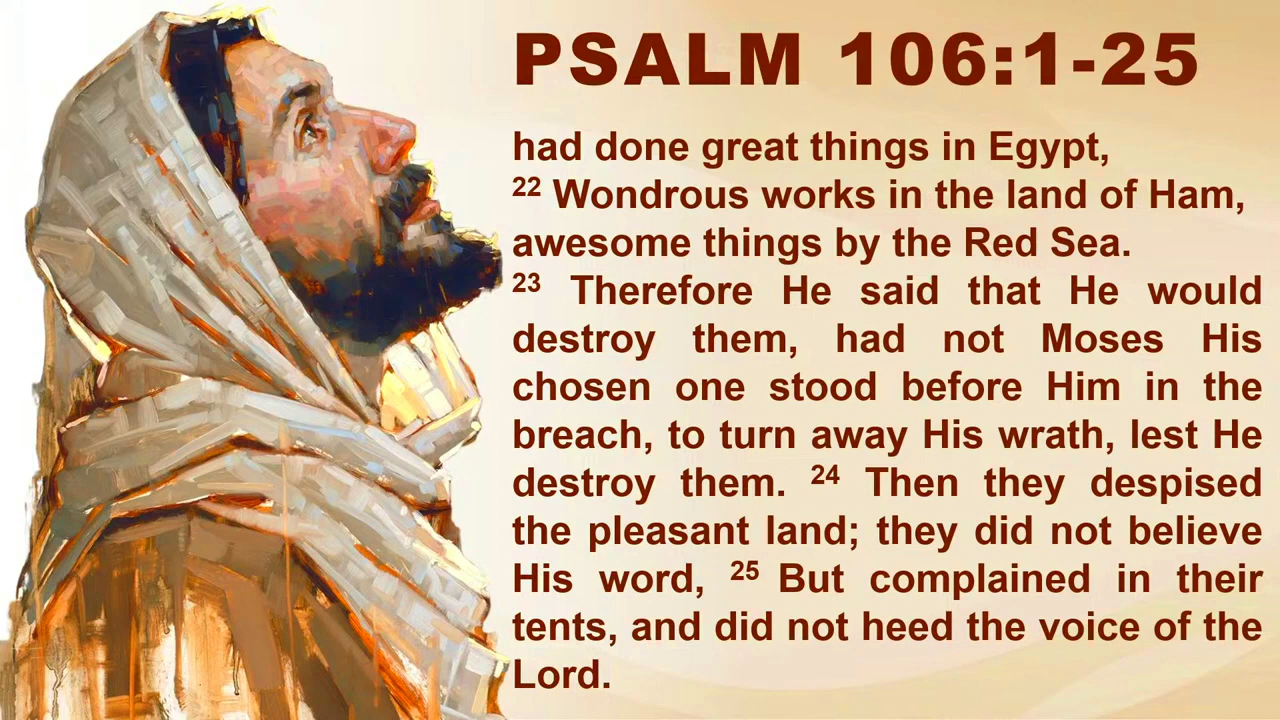 PSALM 106:1-25
had done great things in Egypt,
22 Wondrous works in the land of Ham,
awesome things by the Red Sea.
23 Therefore He said that He would
destroy them, had not Moses His
chosen one stood before Him in the
breach, to turn away His wrath, lest He
destroy them. 24 Then they despised
the pleasant land; they did not believe
His word, 25 But complained in their
tents, and did not heed the voice of the
Lord.